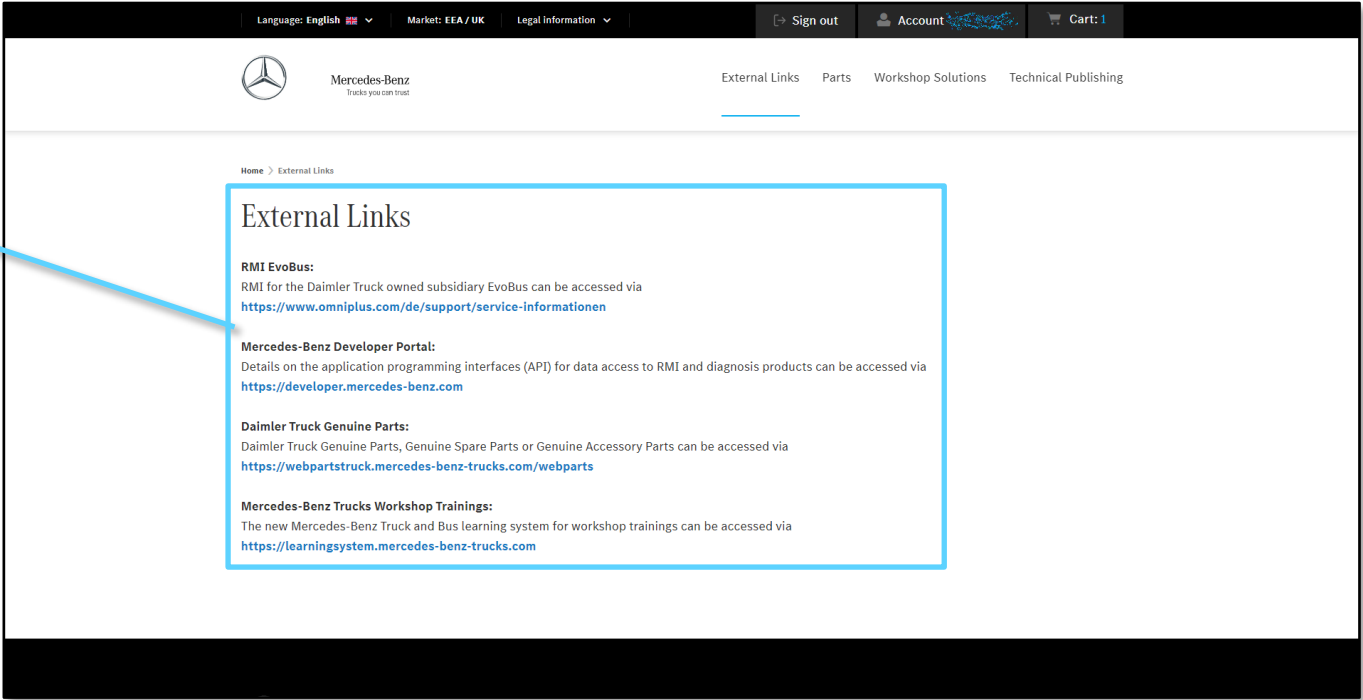 Language: English
Market: EEA / UK
Legal information
Sign out
Account
Cart: 1
Mercedes-Benz
Trucks you can trust
External Links
Parts
Workshop Solutions
Technical Publishing
Home > External Links
External Links
RMI EvoBus:
RMI for the Daimler Truck owned subsidiary EvoBus can be accessed via
https://www.omniplus.com/de/support/service-informationen
Mercedes-Benz Developer Portal:
Details on the application programming interfaces (API) for data access to RMI and diagnosis products can be accessed via
https://developer.mercedes-benz.com
Daimler Truck Genuine Parts:
Daimler Truck Genuine Parts, Genuine Spare Parts or Genuine Accessory Parts can be accessed via
https://webpartstruck.mercedes-benz-trucks.com/webparts
Mercedes-Benz Trucks Workshop Trainings:
The new Mercedes-Benz Truck and Bus learning system for workshop trainings can be accessed via
https://learningsystem.mercedes-benz-trucks.com